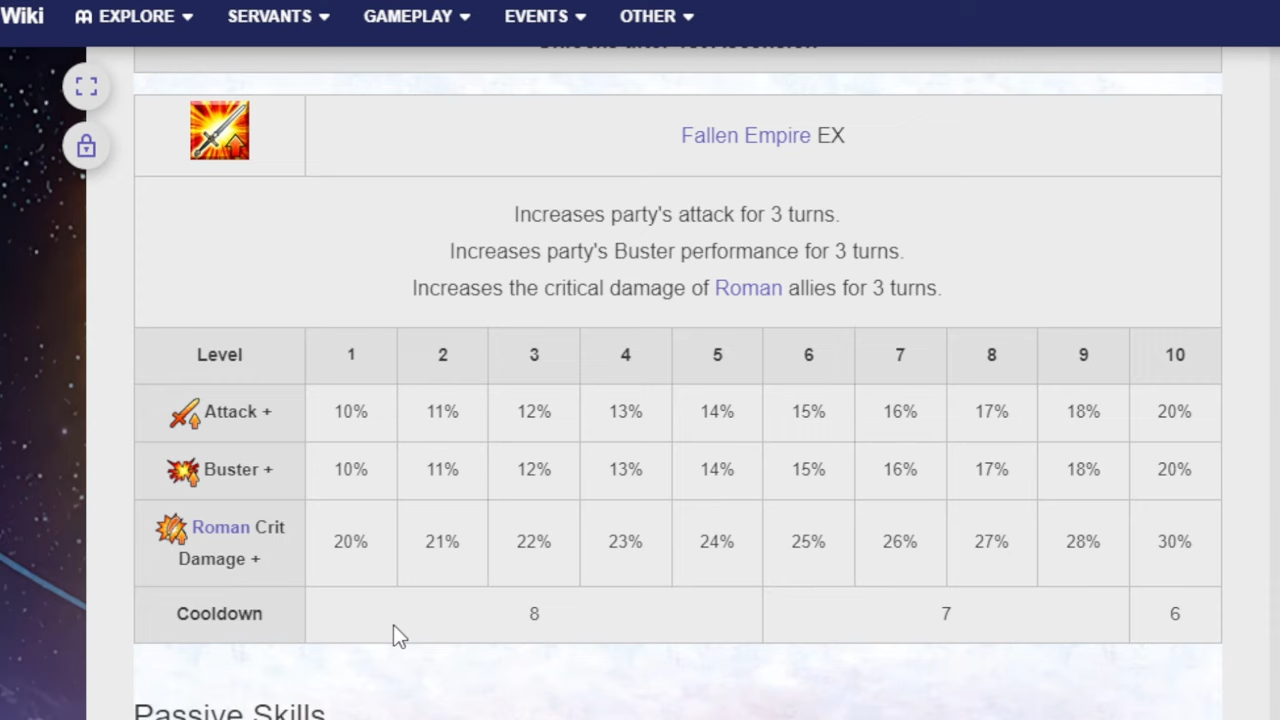 Wiki EXPLORE SERVANTS GAMEPLAY EVENTS OTHER
Fallen Empire EX
Increases party's attack for 3 turns.
Increases party's Buster performance for 3 turns.
Increases the critical damage of Roman allies for 3 turns.
Level 1 2 3 4 5 6 7 8 9 10
Attack + 10% 11% 12% 13% 14% 15% 16% 17% 18% 20%
Buster + 10% 11% 12% 13% 14% 15% 16% 17% 18% 20%
Roman Crit Damage + 20% 21% 22% 23% 24% 25% 26% 27% 28% 30%
Cooldown 8 7 6
Passive Skills